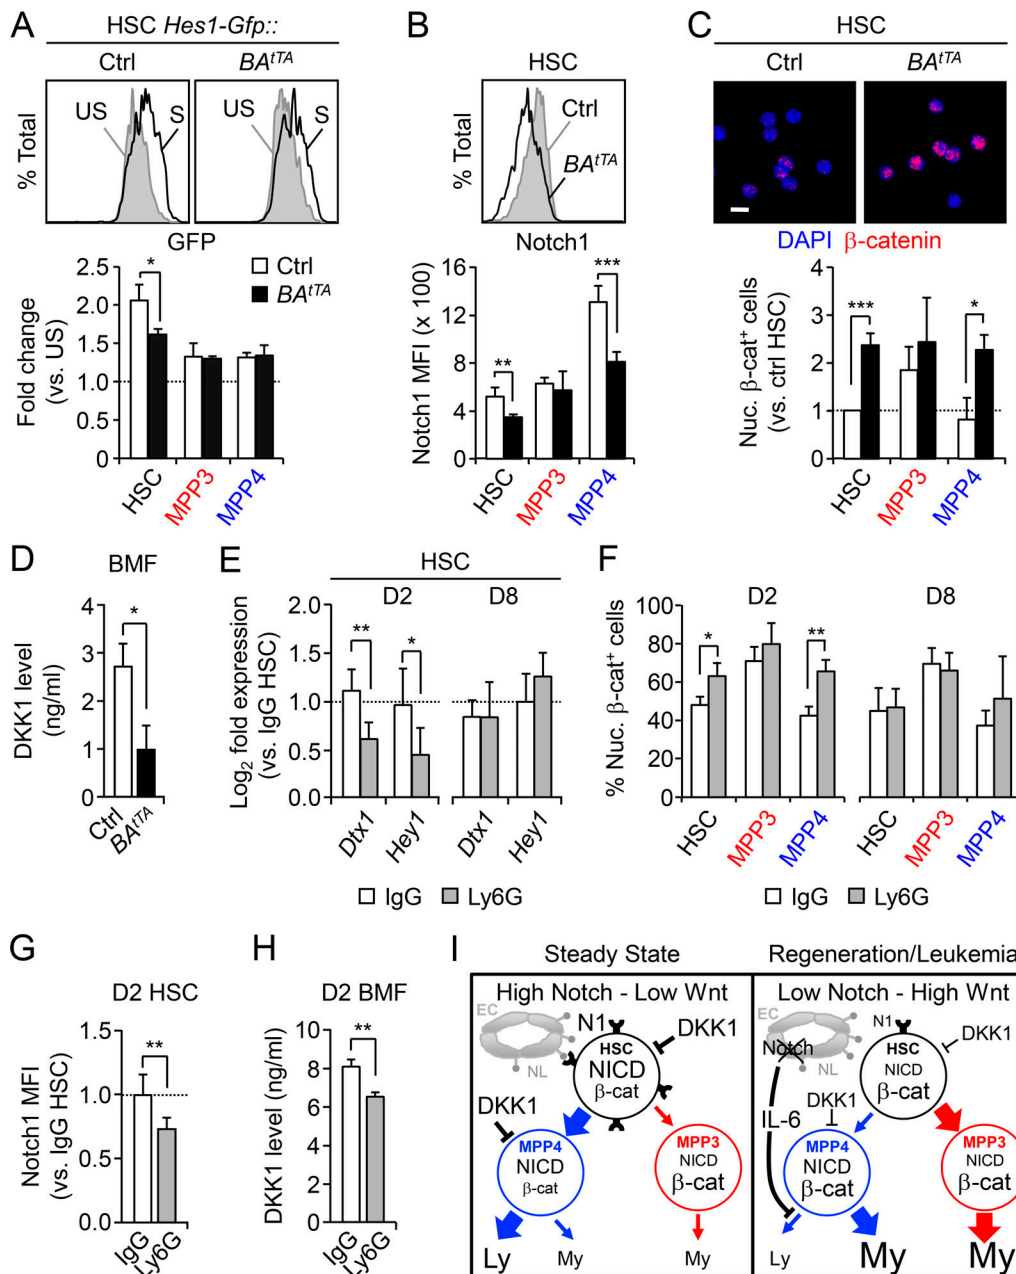 A
HSC Hes1-Gfp::
Ctrl
BAtTA
US
S
US
S
% Total
GFP
Ctrl
BAtTA
Fold change
(vs. US)
2.5
2.0
1.5
1.0
0.5
0
*
HSC
MPP3
MPP4
B
HSC
Ctrl
BAtTA
% Total
Notch1
Notch1 MFI (x 100)
16
12
8
4
0
**
***
HSC
MPP3
MPP4
C
HSC
Ctrl
BAtTA
DAPI β-catenin
Nuc. β-cat+ cells
(vs. ctrl HSC)
4
3
2
1
0
***
*
HSC
MPP3
MPP4
D
BMF
DKK1 level
(ng/ml)
4
3
2
1
0
*
Ctrl
BAtTA
E
HSC
D2
D8
Log2 fold expression
(vs. IgG HSC)
2.0
1.5
1.0
0.5
0.0
**
*
Dtx1
Hey1
Dtx1
Hey1
IgG
Ly6G
F
D2
D8
% Nuc. β-cat+ cells
100
80
60
40
20
0
*
**
HSC
MPP3
MPP4
HSC
MPP3
MPP4
IgG
Ly6G
G
D2 HSC
Notch1 MFI
(vs. IgG HSC)
1.5
1.0
0.5
0.0
**
IgG
Ly6G
H
D2 BMF
DKK1 level (ng/ml)
10
8
6
4
2
0
**
IgG
Ly6G
I
Steady State
High Notch - Low Wnt
EC
N1
DKK1
NL
HSC
NICD
β-cat
DKK1
MPP4
NICD
β-cat
MPP3
NICD
β-cat
Ly
My
My
Regeneration/Leukemia
Low Notch - High Wnt
EC
N1
DKK1
Notch
NL
HSC
NICD
β-cat
IL-6
DKK1
MPP4
NICD
β-cat
MPP3
NICD
β-cat
Ly
My
My